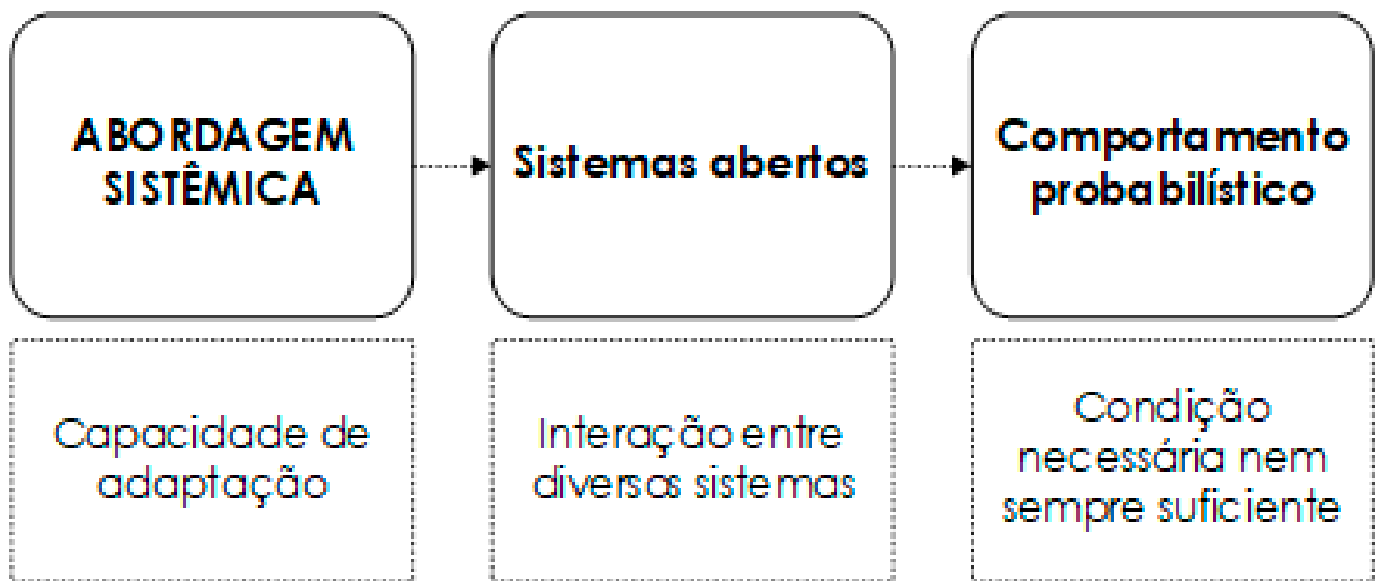 ABORDAGEM
SISTÊMICA
Sistemas abertos
Comportamento
probabilístico
Capacidade de
adaptação
Interação entre
diversos sistemas
Condição
necessária nem
sempre suficiente